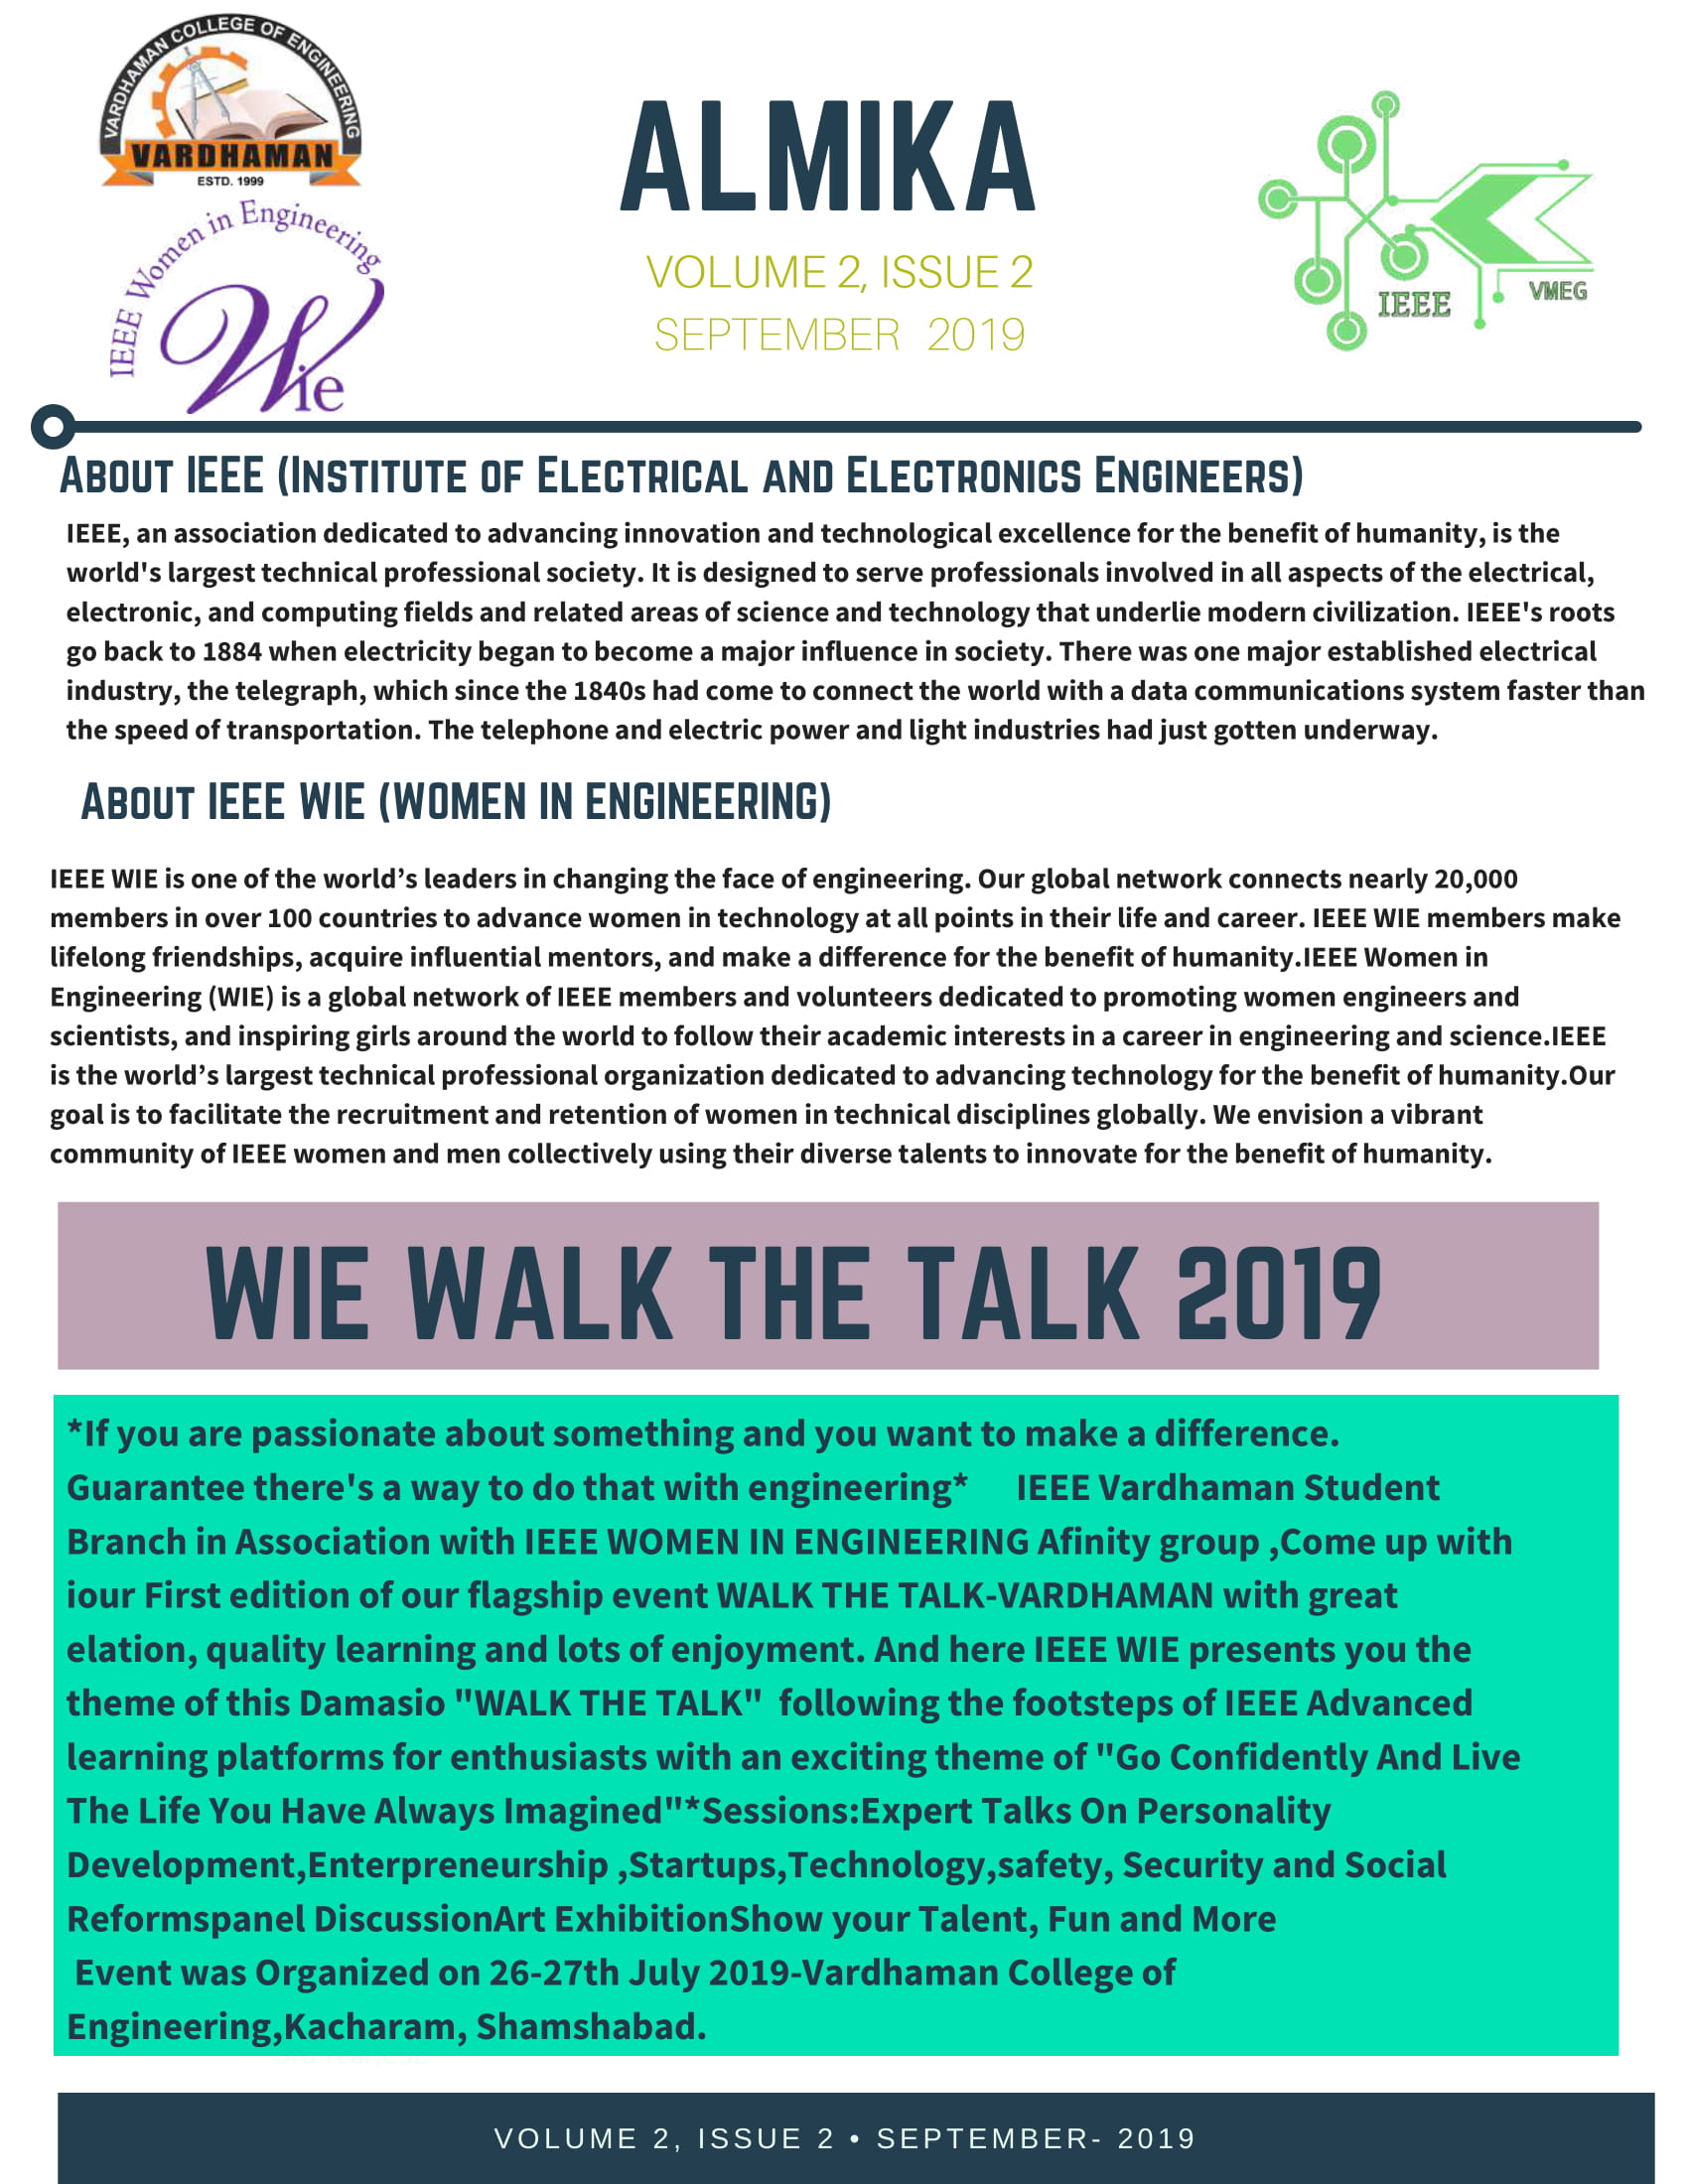 VARDHAMAN COLLEGE OF ENGINEERING
VARDHAMAN
ESTD. 1999
IEEE Women in Engineering
Wie
ALMIKA
VOLUME 2, ISSUE 2
SEPTEMBER 2019
IEEE
VMEG
About IEEE (Institute of Electrical and Electronics Engineers)
IEEE, an association dedicated to advancing innovation and technological excellence for the benefit of humanity, is the
world's largest technical professional society. It is designed to serve professionals involved in all aspects of the electrical,
electronic, and computing fields and related areas of science and technology that underlie modern civilization. IEEE's roots
go back to 1884 when electricity began to become a major influence in society. There was one major established electrical
industry, the telegraph, which since the 1840s had come to connect the world with a data communications system faster than
the speed of transportation. The telephone and electric power and light industries had just gotten underway.
About IEEE WIE (WOMEN IN ENGINEERING)
IEEE WIE is one of the world’s leaders in changing the face of engineering. Our global network connects nearly 20,000
members in over 100 countries to advance women in technology at all points in their life and career. IEEE WIE members make
lifelong friendships, acquire influential mentors, and make a difference for the benefit of humanity.IEEE Women in
Engineering (WIE) is a global network of IEEE members and volunteers dedicated to promoting women engineers and
scientists, and inspiring girls around the world to follow their academic interests in a career in engineering and science.IEEE
is the world’s largest technical professional organization dedicated to advancing technology for the benefit of humanity.Our
goal is to facilitate the recruitment and retention of women in technical disciplines globally. We envision a vibrant
community of IEEE women and men collectively using their diverse talents to innovate for the benefit of humanity.
WIE WALK THE TALK 2019
*If you are passionate about something and you want to make a difference.
Guarantee there's a way to do that with engineering* IEEE Vardhaman Student
Branch in Association with IEEE WOMEN IN ENGINEERING Afinity group ,Come up with
iour First edition of our flagship event WALK THE TALK-VARDHAMAN with great
elation, quality learning and lots of enjoyment. And here IEEE WIE presents you the
theme of this Damasio "WALK THE TALK" following the footsteps of IEEE Advanced
learning platforms for enthusiasts with an exciting theme of "Go Confidently And Live
The Life You Have Always Imagined"*Sessions:Expert Talks On Personality
Development,Enterpreneurship ,Startups,Technology,safety, Security and Social
Reformspanel DiscussionArt ExhibitionShow your Talent, Fun and More
Event was Organized on 26-27th July 2019-Vardhaman College of
Engineering,Kacharam, Shamshabad.
VOLUME 2, ISSUE 2 • SEPTEMBER- 2019